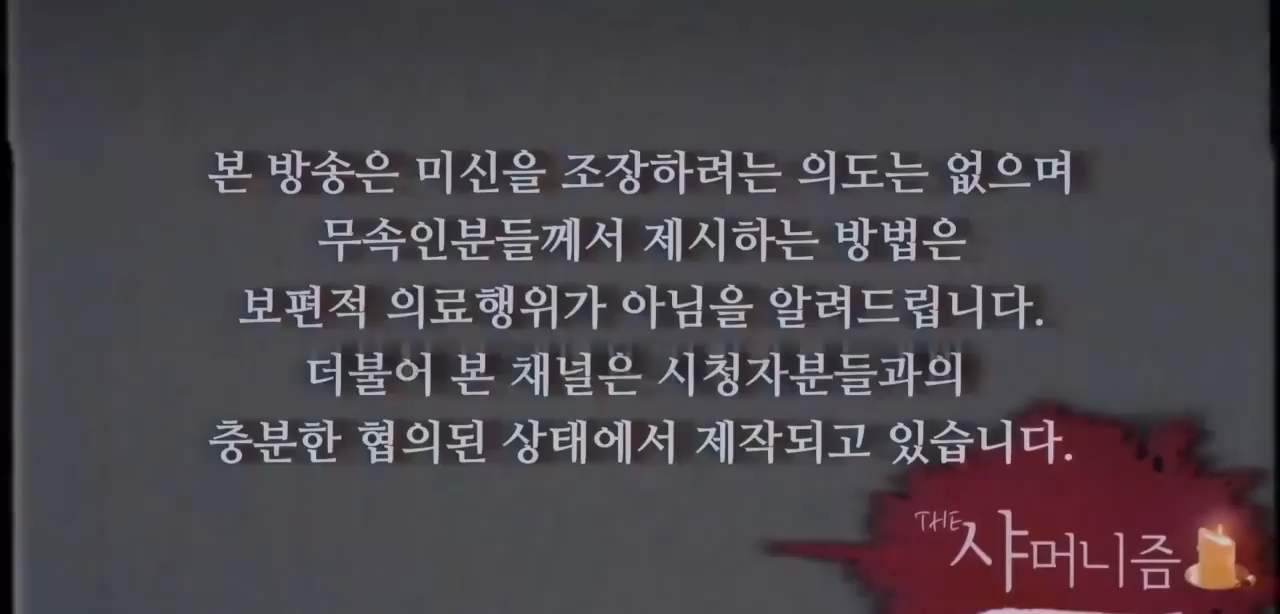 본 방송은 미신을 조장하려는 의도는 없으며
무속인분들께서 제시하는 방법은
보편적 의료행위가 아님을 알려드립니다.
더불어 본 채널은 시청자분들과의
충분한 협의된 상태에서 제작되고 있습니다.
THE 샤머니즘